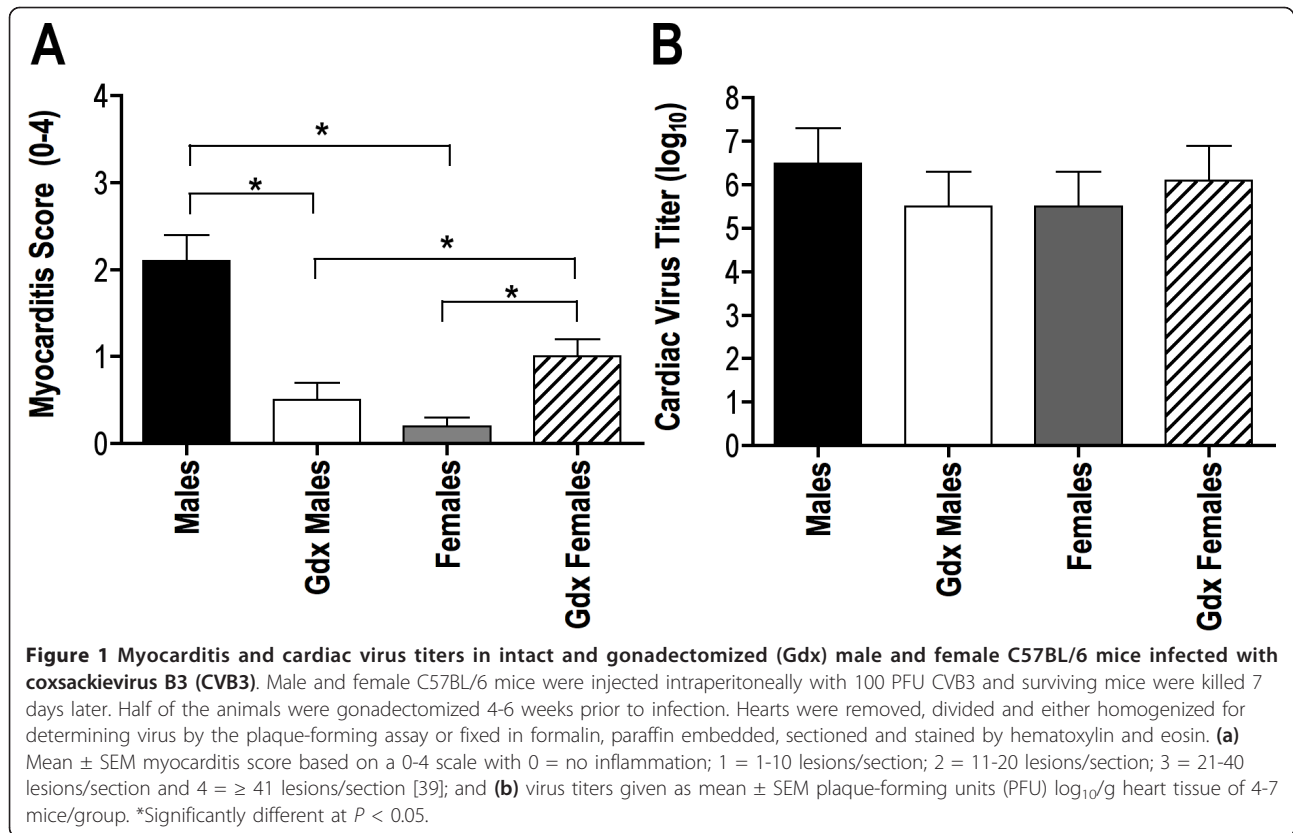 A
Myocarditis Score (0-4)
4
3
2
1
0
*
*
*
*
Males
Gdx Males
Females
Gdx Females
B
Cardiac Virus Titer (log10)
8
7
6
5
4
3
2
1
0
Males
Gdx Males
Females
Gdx Females
Figure 1 Myocarditis and cardiac virus titers in intact and gonadectomized (Gdx) male and female C57BL/6 mice infected with
coxsackievirus B3 (CVB3). Male and female C57BL/6 mice were injected intraperitoneally with 100 PFU CVB3 and surviving mice were killed 7
days later. Half of the animals were gonadectomized 4-6 weeks prior to infection. Hearts were removed, divided and either homogenized for
determining virus by the plaque-forming assay or fixed in formalin, paraffin embedded, sectioned and stained by hematoxylin and eosin. (a)
Mean ± SEM myocarditis score based on a 0-4 scale with 0 = no inflammation; 1 = 1-10 lesions/section; 2 = 11-20 lesions/section; 3 = 21-40
lesions/section and 4 = ≥ 41 lesions/section [39]; and (b) virus titers given as mean ± SEM plaque-forming units (PFU) log10/g heart tissue of 4-7
mice/group. *Significantly different at P < 0.05.